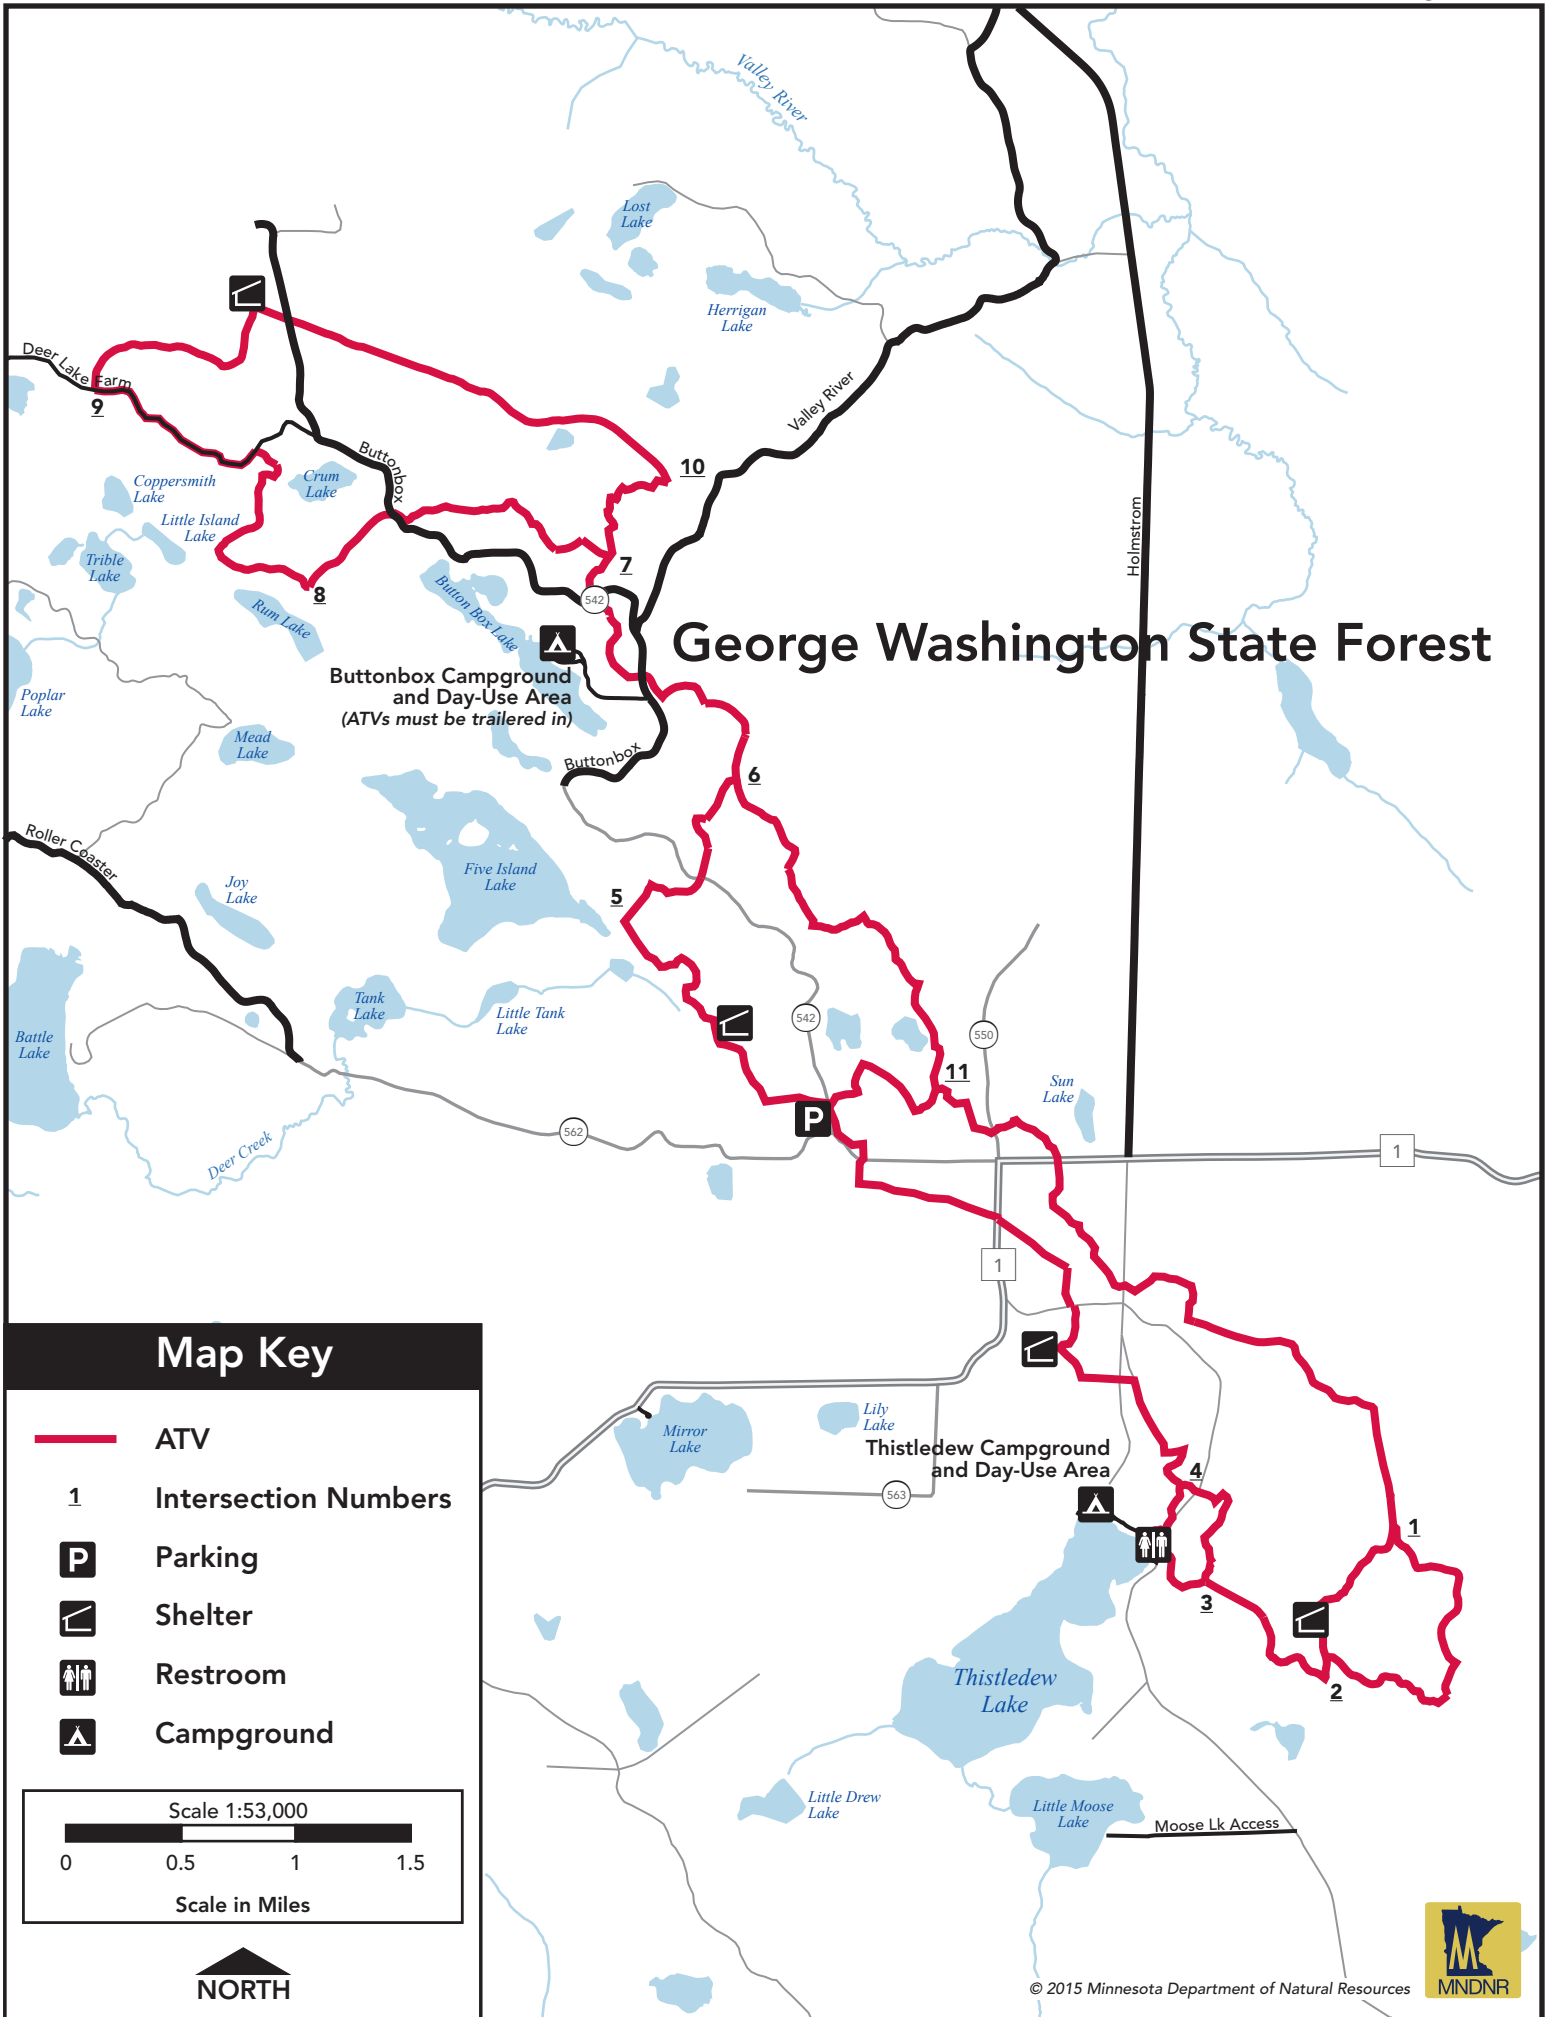 Valley River
Lost
Lake
Herrigan
Lake
Deer Lake Farm
9
Buttonbox
Valley River
10
Coppersmith
Lake
Crum
Lake
Little Island
Lake
Holmstrom
Trible
Lake
7
8
542
Rum Lake
Button Box Lake
George Washington State Forest
Buttonbox Campground
and Day-Use Area
(ATVs must be trailered in)
Poplar
Lake
Mead
Lake
Buttonbox
6
Roller Coaster
Five Island
Lake
Joy
Lake
5
Tank
Lake
Little Tank
Lake
542
550
Battle
Lake
11
Sun
Lake
P
562
Deer Creek
1
1
Map Key
ATV
1
Intersection Numbers
P
Parking
Shelter
Restroom
Campground
Scale 1:53,000
0
0.5
1
1.5
Scale in Miles
NORTH
Mirror
Lake
Lily
Lake
Thistledew Campground
and Day-Use Area
563
4
1
3
2
Thistledew
Lake
Little Drew
Lake
Little Moose
Lake
Moose Lk Access
© 2015 Minnesota Department of Natural Resources
MNDNR